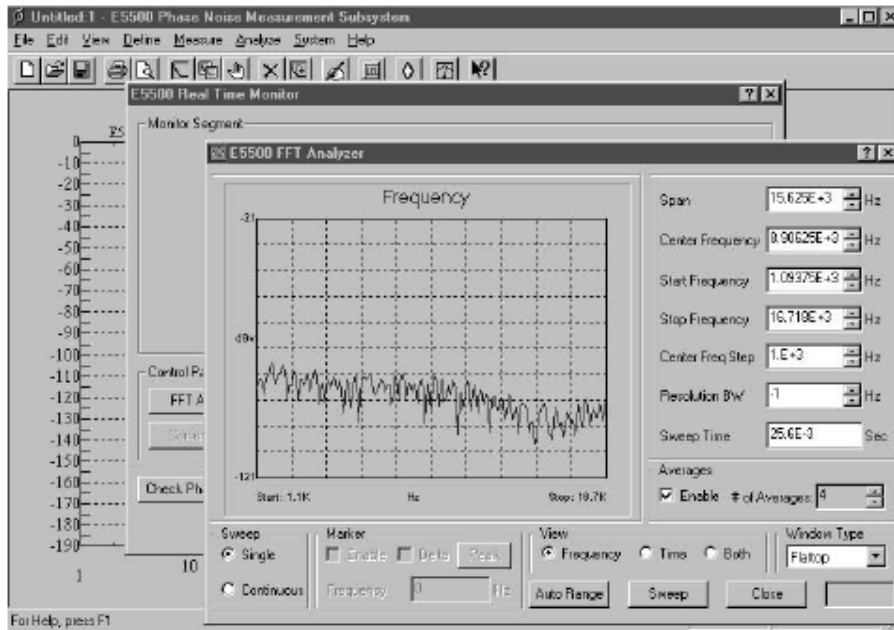 Untitled:1 - E5500 Phase Noise Measurement Subsystem
File Edit View Define Measure Analyze System Help
E5500 Real Time Monitor
Monitor Segment
E5500 FFT Analyzer
Frequency
-21
dBv
-121
Start: 1.1K Hz Stop: 16.7K
Span 15.625E+3 Hz
Center Frequency 8.90625E+3 Hz
Start Frequency 1.09375E+3 Hz
Stop Frequency 16.718E+3 Hz
Center Freq Step 1.E+3 Hz
Resolution BW -1 Hz
Sweep Time 25.6E-3 Sec
Averages
Enable # of Averages: 4
Sweep
Single
Continuous
Marker
Enable Delta Peak
Frequency 0 Hz
View
Frequency Time Both
Window Type
Flattop
Auto Range Sweep Close
E5
0
-10
-20
-30
-40
-50
-60
-70
-80
-90
-100
-110
-120
-130
-140
-150
-160
-170
-180
-190
1 10
Control Pa
FFT A
Check Ph
For Help, press F1